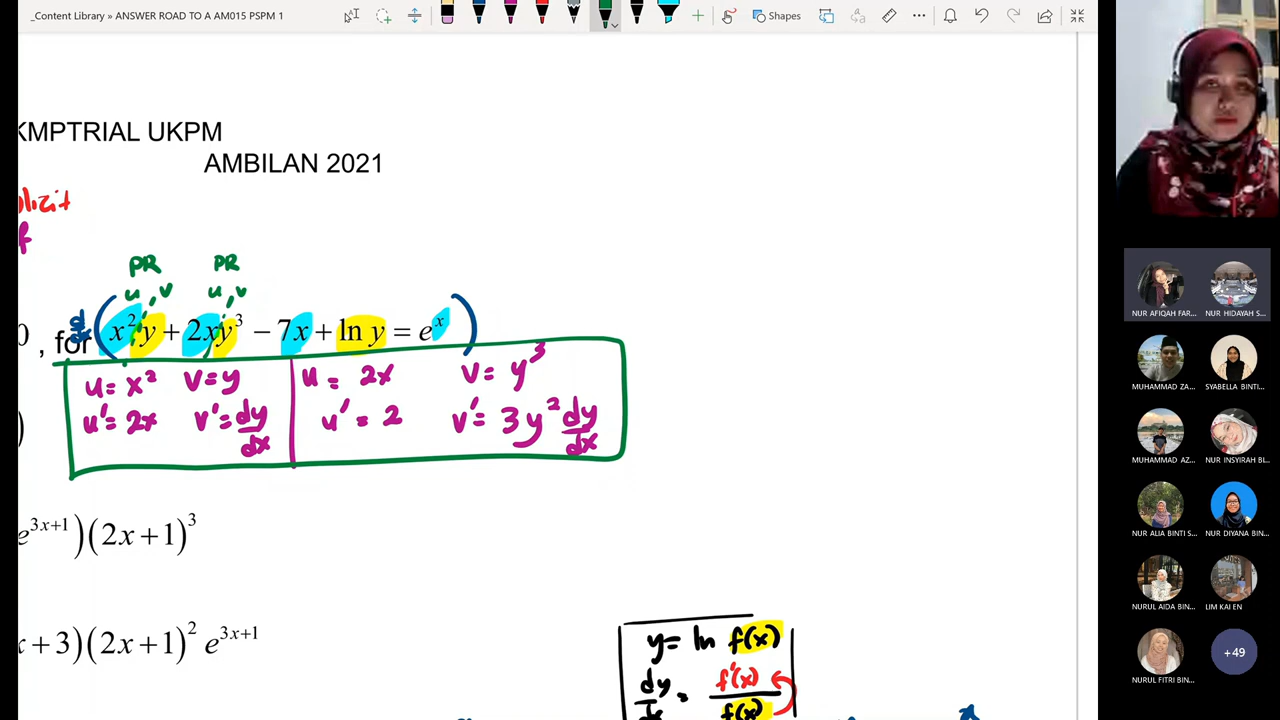 _Content Library » ANSWER ROAD TO A AM015 PSPM 1
Shapes
KMPTRIAL UKPM
AMBILAN 2021
plicit
f
PR PR
u, v u, v
0 , for d/dx ( x²y + 2xy³ − 7x + ln y = eˣ )
u = x² v = y u = 2x v = y³
u' = 2x v' = dy/dx u' = 2 v' = 3y² dy/dx
)
e^{3x+1})(2x+1)³
x+3)(2x+1)² e^{3x+1}
y = ln f(x)
dy/dx = f'(x)/f(x)
NUR AFIQAH FAR... NUR HIDAYAH S...
MUHAMMAD ZA... SYABELLA BINTI...
MUHAMMAD AZ... NUR INSYIRAH BI...
NUR ALIA BINTI S... NUR DIYANA BIN...
NURUL AIDA BIN... LIM KAI EN
NURUL FITRI BIN... +49